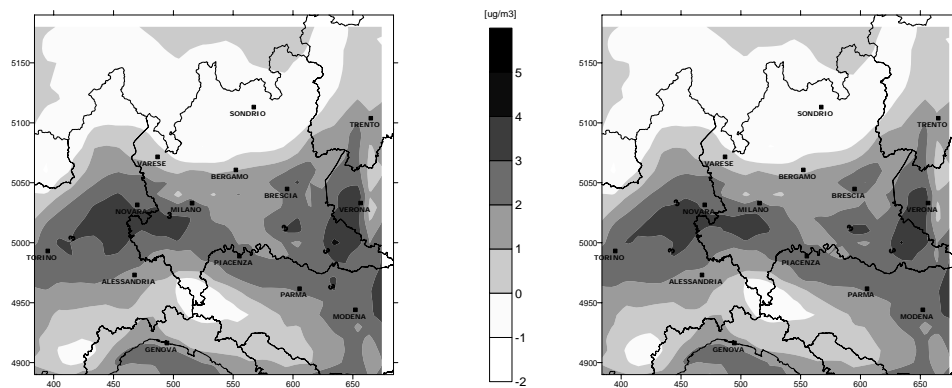 [ug/m3]
5150
5100
5050
5000
4950
4900
400 450 500 550 600 650
SONDRIO
TRENTO
VARESE
BERGAMO
BRESCIA
NOVARA
MILANO
VERONA
TORINO
PIACENZA
ALESSANDRIA
PARMA
MODENA
GENOVA
5
4
3
2
1
0
-1
-2
5150
5100
5050
5000
4950
4900
400 450 500 550 600 650
SONDRIO
TRENTO
VARESE
BERGAMO
BRESCIA
NOVARA
MILANO
VERONA
TORINO
PIACENZA
ALESSANDRIA
PARMA
MODENA
GENOVA